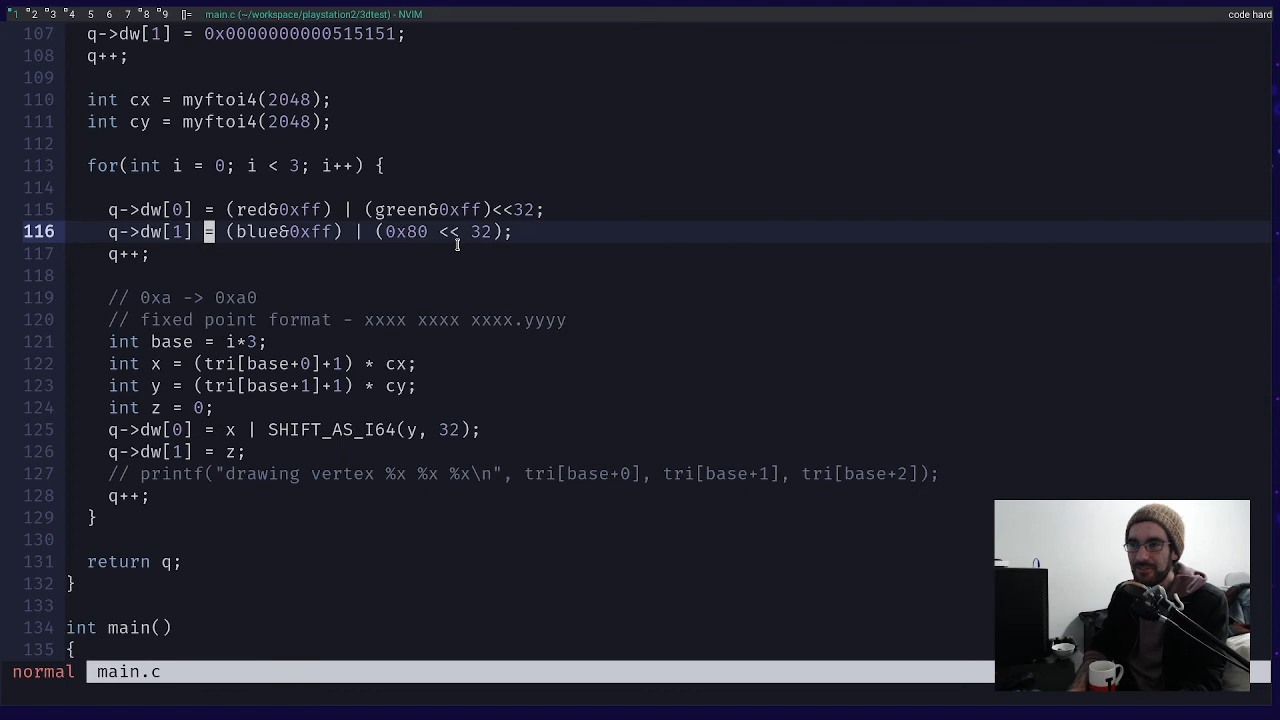 1 2 3 4 5 6 7 8 9 []= main.c (~/workspace/playstation2/3dtest) - NVIM code hard
107 q->dw[1] = 0x0000000000515151;
108 q++;
109
110 int cx = myftoi4(2048);
111 int cy = myftoi4(2048);
112
113 for(int i = 0; i < 3; i++) {
114
115 q->dw[0] = (red&0xff) | (green&0xff)<<32;
116 q->dw[1] = (blue&0xff) | (0x80 << 32);
117 q++;
118
119 // 0xa -> 0xa0
120 // fixed point format - xxxx xxxx xxxx.yyyy
121 int base = i*3;
122 int x = (tri[base+0]+1) * cx;
123 int y = (tri[base+1]+1) * cy;
124 int z = 0;
125 q->dw[0] = x | SHIFT_AS_I64(y, 32);
126 q->dw[1] = z;
127 // printf("drawing vertex %x %x %x\n", tri[base+0], tri[base+1], tri[base+2]);
128 q++;
129 }
130
131 return q;
132 }
133
134 int main()
135 {
normal main.c